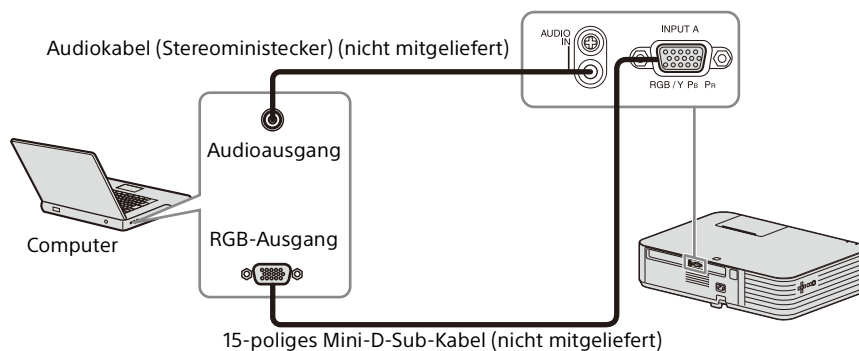 Audiokabel (Stereoministecker) (nicht mitgeliefert)
AUDIO
IN
INPUT A
RGB / Y PB PR
Audioausgang
Computer
RGB-Ausgang
15-poliges Mini-D-Sub-Kabel (nicht mitgeliefert)